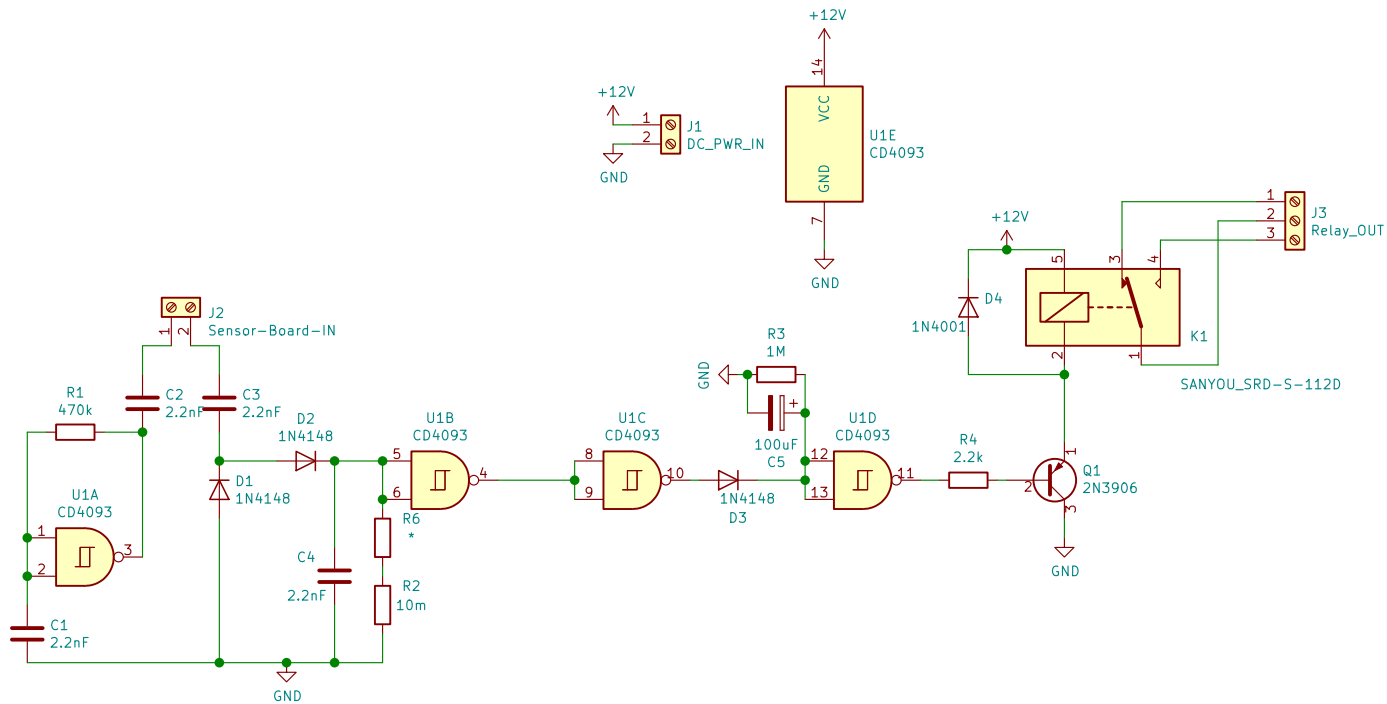 +12V
14
VCC
U1E
CD4093
GND
7
GND
+12V
1
2
J1
DC_PWR_IN
GND
+12V
5
3
4
1
2
3
J3
Relay_OUT
D4
1N4001
2
1
K1
SANYOU_SRD-S-112D
J2
Sensor-Board-IN
1
2
R1
470k
C2
2.2nF
C3
2.2nF
D2
1N4148
D1
1N4148
U1A
CD4093
1
2
3
C1
2.2nF
C4
2.2nF
GND
U1B
CD4093
5
6
4
R6
*
R2
10m
U1C
CD4093
8
9
10
1N4148
D3
R3
1M
GND
+
100uF
C5
U1D
CD4093
12
13
11
R4
2.2k
1
2
3
Q1
2N3906
GND